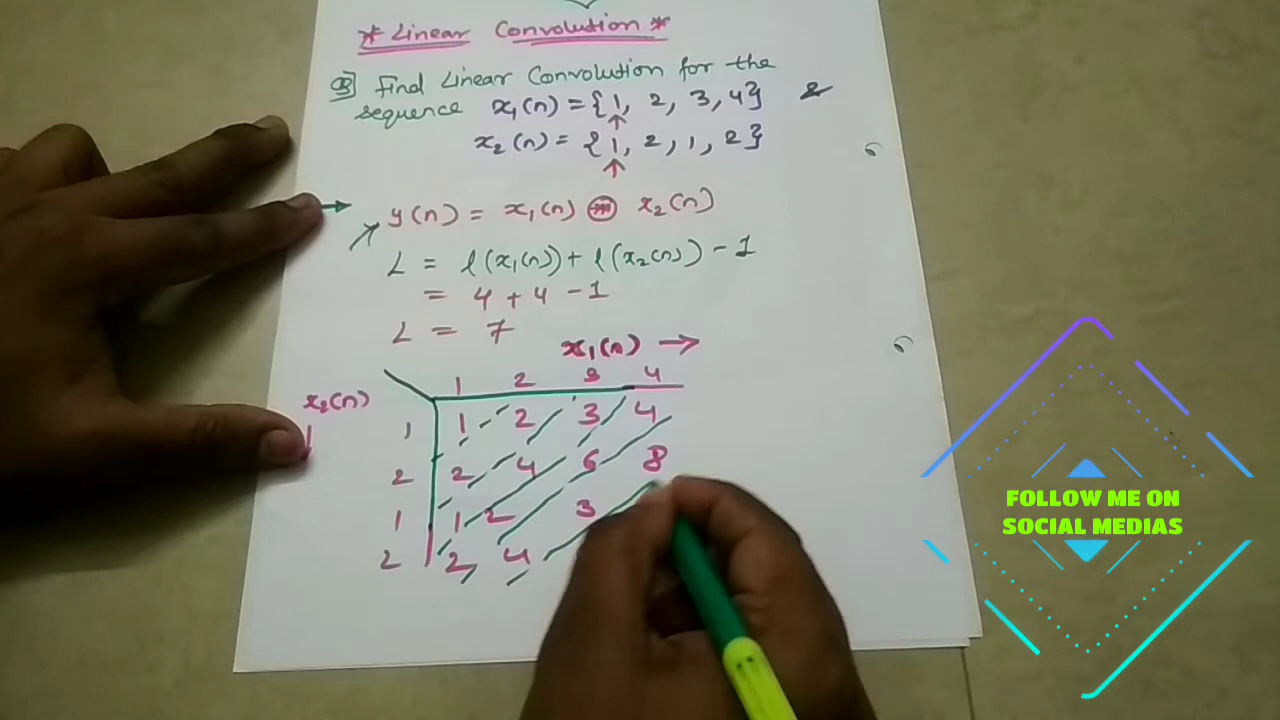 * Linear Convolution *
Q3] Find Linear Convolution for the
sequence x₁(n) = {1, 2, 3, 4} &
↑
x₂(n) = {1, 2, 1, 2}
↑
→ y(n) = x₁(n) ⊛ x₂(n)
L = l(x₁(n)) + l(x₂(n)) - 1
= 4 + 4 - 1
L = 7
x₁(n) →
1 2 3 4
x₂(n) ↓
1 1 2 3 4
2 2 4 6 8
1 1 2 3
2 2 4
FOLLOW ME ON
SOCIAL MEDIAS